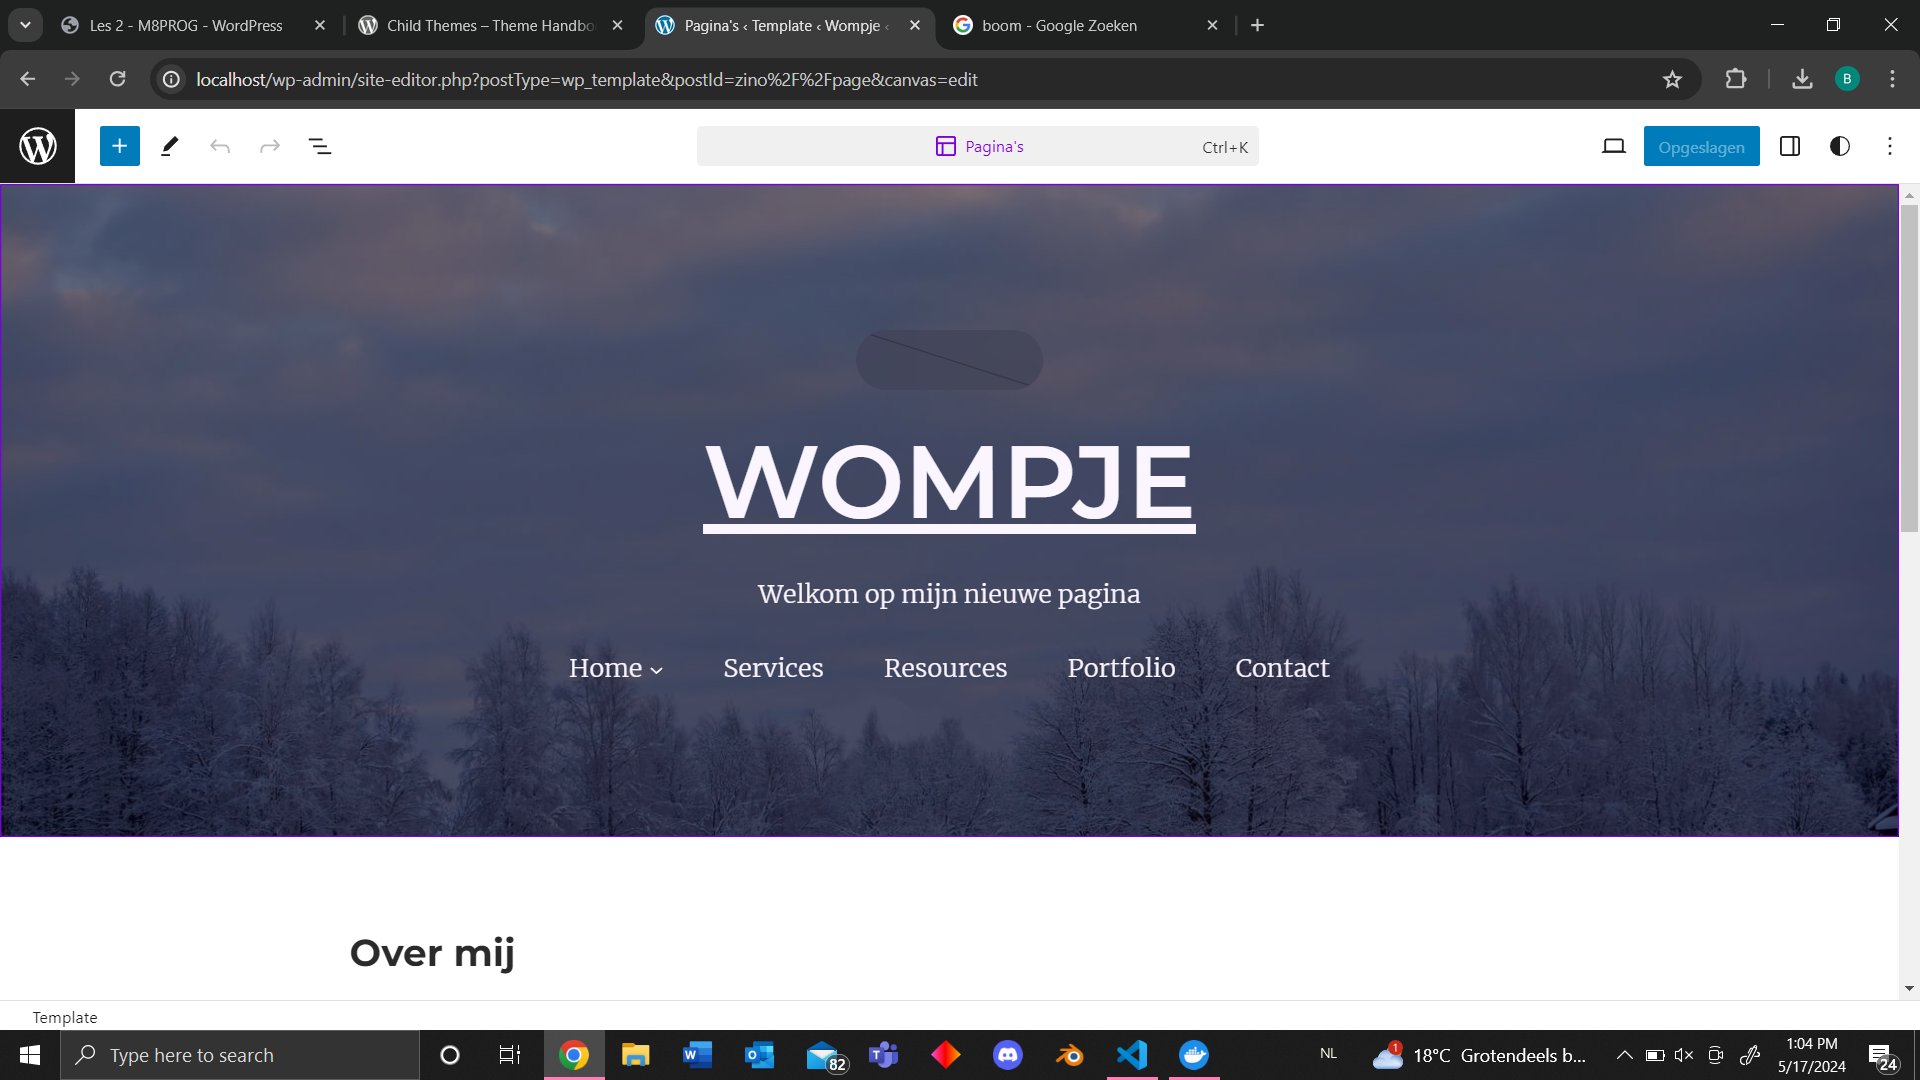 Les 2 - M8PROG - WordPress
Child Themes – Theme Handbo
Pagina's ‹ Template ‹ Wompje ‹
boom - Google Zoeken
localhost/wp-admin/site-editor.php?postType=wp_template&postId=zino%2F%2Fpage&canvas=edit
B
Pagina's
Ctrl+K
Opgeslagen
WOMPJE
Welkom op mijn nieuwe pagina
Home
Services
Resources
Portfolio
Contact
Over mij
Template
Type here to search
82
NL
1
18°C Grotendeels b...
1:04 PM
5/17/2024
24